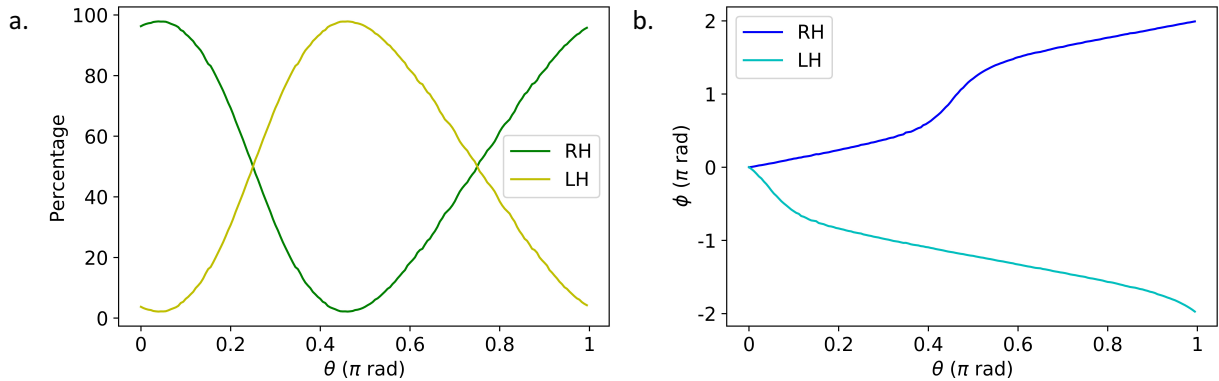 a.
Percentage
100
80
60
40
20
0
RH
LH
0 0.2 0.4 0.6 0.8 1
θ (π rad)
b.
ϕ (π rad)
2
1
0
-1
-2
RH
LH
0 0.2 0.4 0.6 0.8 1
θ (π rad)